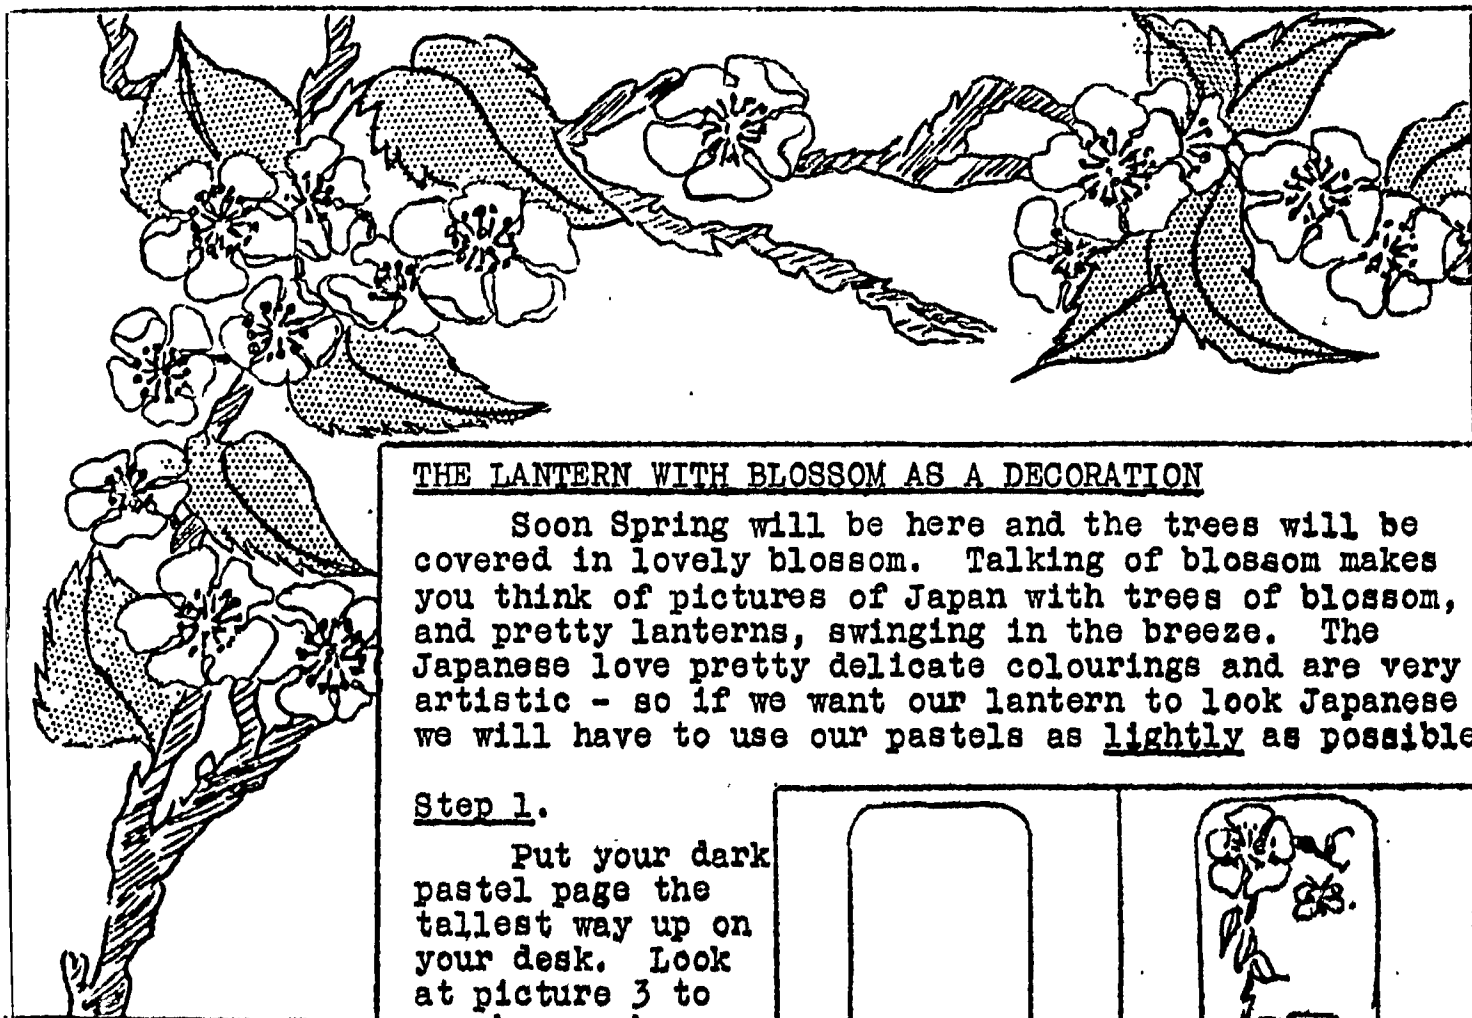 THE LANTERN WITH BLOSSOM AS A DECORATION
Soon Spring will be here and the trees will be
covered in lovely blossom. Talking of blossom makes
you think of pictures of Japan with trees of blossom,
and pretty lanterns, swinging in the breeze. The
Japanese love pretty delicate colourings and are very
artistic - so if we want our lantern to look Japanese
we will have to use our pastels as lightly as possible
Step 1.
Put your dark
pastel page the
tallest way up on
your desk. Look
at picture 3 to